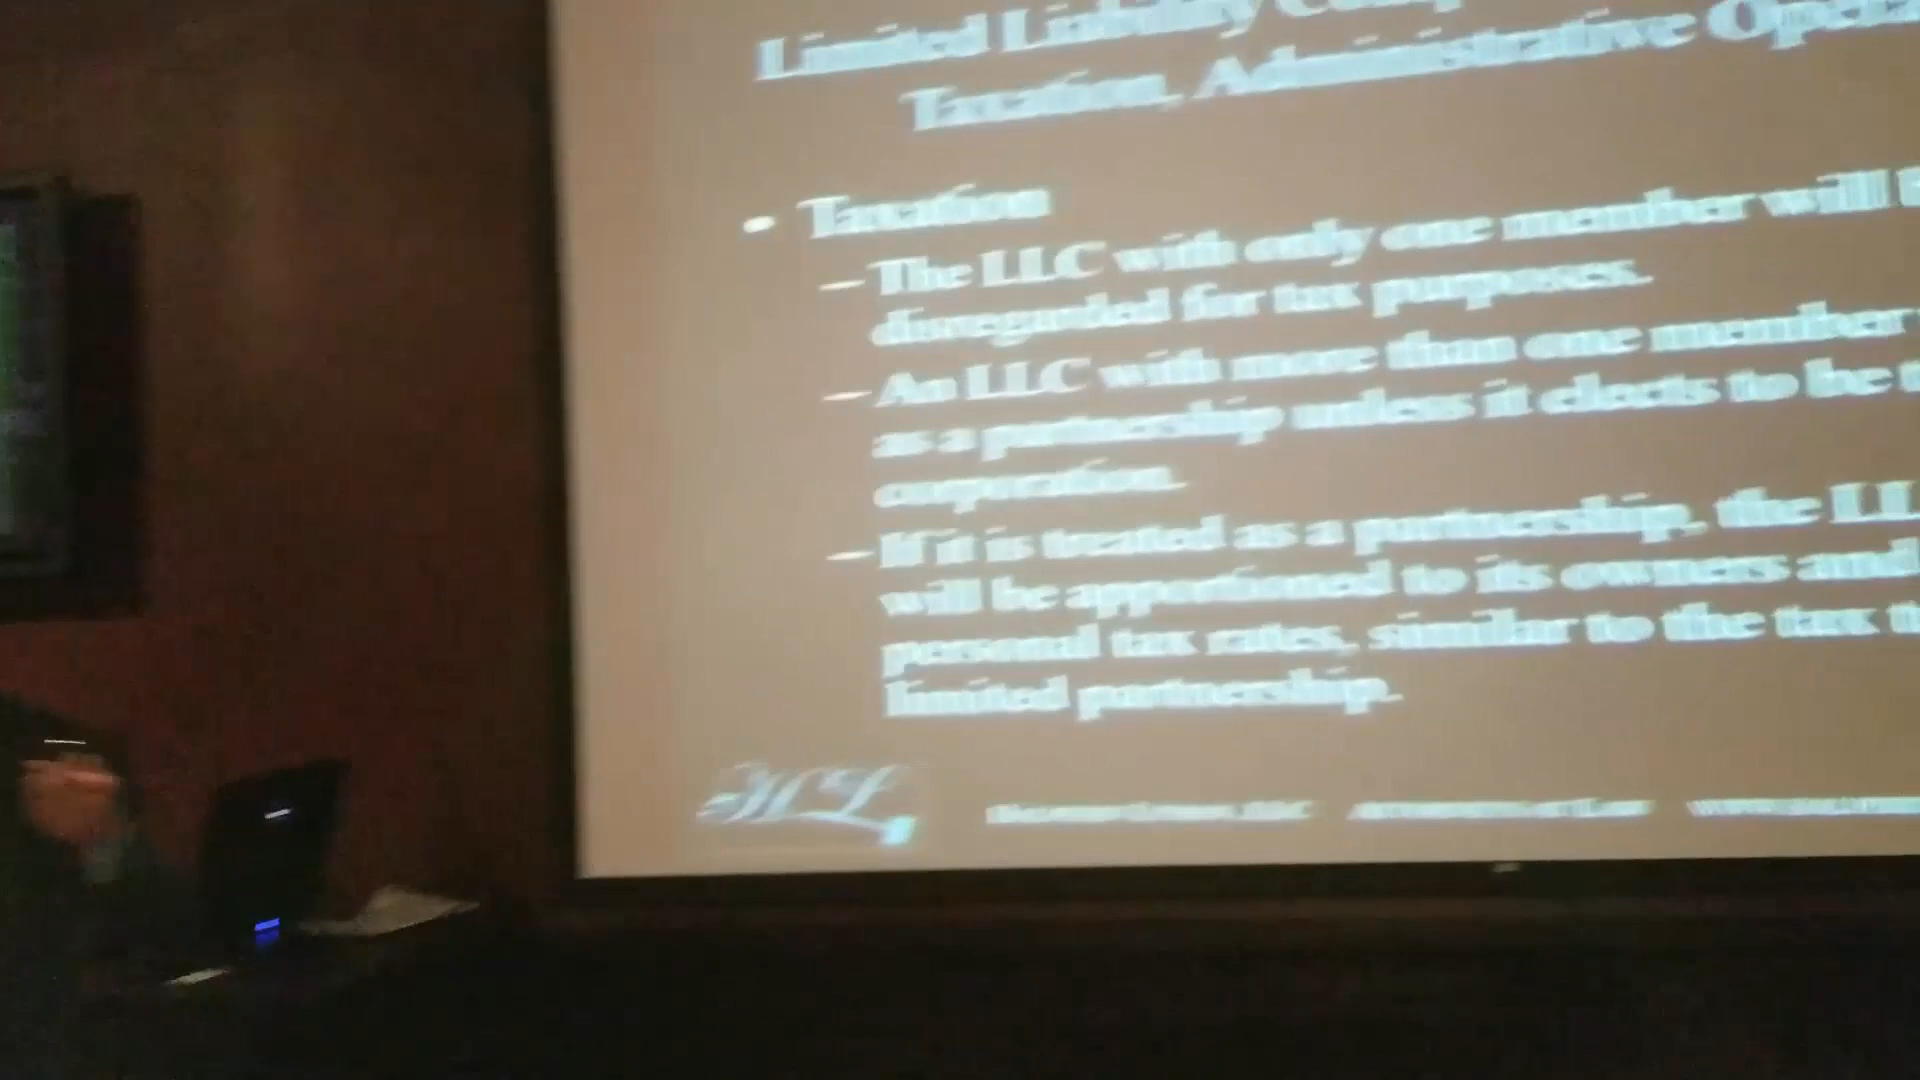 Limited Liability
Taxation, Administrative
• Taxation
– The LLC with only one member will
disregarded for tax purposes.
– An LLC with more than one member
as a partnership unless it elects to be
corporation.
– If it is treated as a partnership, the
will be apportioned to its owners and
personal tax rates, similar to the tax
limited partnership.